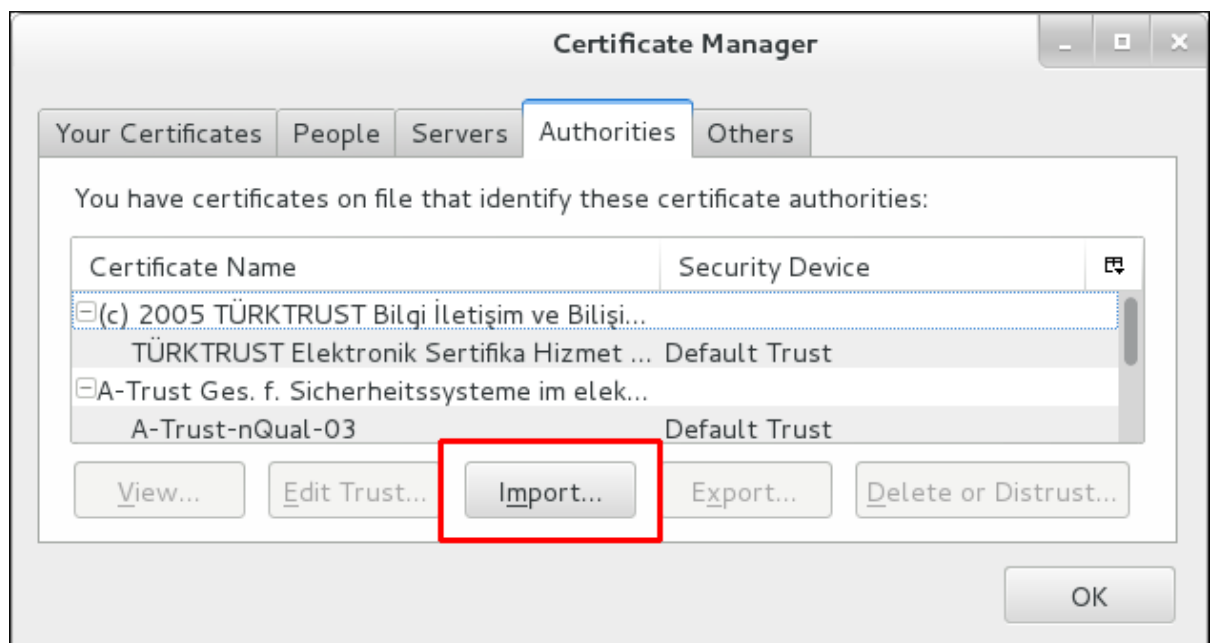 Certificate Manager
Your Certificates People Servers Authorities Others
You have certificates on file that identify these certificate authorities:
Certificate Name Security Device
(c) 2005 TÜRKTRUST Bilgi İletişim ve Bilişi...
TÜRKTRUST Elektronik Sertifika Hizmet ... Default Trust
A-Trust Ges. f. Sicherheitssysteme im elek...
A-Trust-nQual-03 Default Trust
View... Edit Trust... Import... Export... Delete or Distrust...
OK